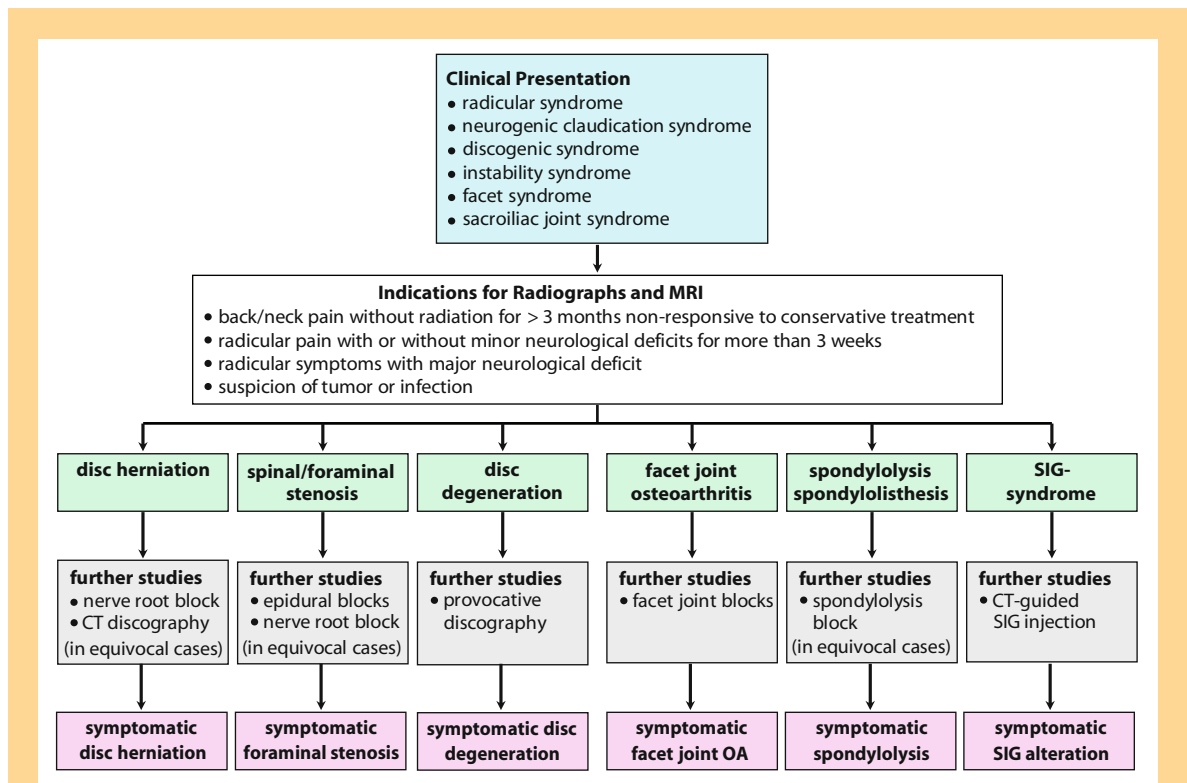 Clinical Presentation
• radicular syndrome
• neurogenic claudication syndrome
• discogenic syndrome
• instability syndrome
• facet syndrome
• sacroiliac joint syndrome
Indications for Radiographs and MRI
• back/neck pain without radiation for > 3 months non-responsive to conservative treatment
• radicular pain with or without minor neurological deficits for more than 3 weeks
• radicular symptoms with major neurological deficit
• suspicion of tumor or infection
disc herniation
spinal/foraminal
stenosis
disc
degeneration
facet joint
osteoarthritis
spondylolysis
spondylolisthesis
SIG-
syndrome
further studies
• nerve root block
• CT discography
(in equivocal cases)
further studies
• epidural blocks
• nerve root block
(in equivocal cases)
further studies
• provocative
discography
further studies
• facet joint blocks
further studies
• spondylolysis
block
(in equivocal cases)
further studies
• CT-guided
SIG injection
symptomatic
disc herniation
symptomatic
foraminal stenosis
symptomatic disc
degeneration
symptomatic
facet joint OA
symptomatic
spondylolysis
symptomatic
SIG alteration